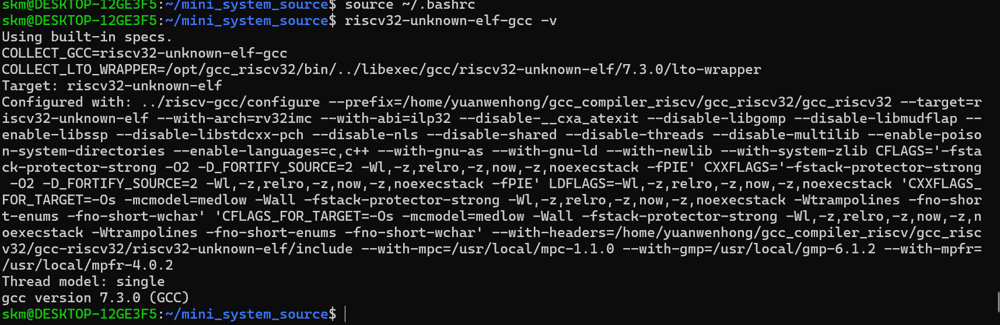 skm@DESKTOP-12GE3F5:~/mini_system_source$ source ~/.bashrc
skm@DESKTOP-12GE3F5:~/mini_system_source$ riscv32-unknown-elf-gcc -v
Using built-in specs.
COLLECT_GCC=riscv32-unknown-elf-gcc
COLLECT_LTO_WRAPPER=/opt/gcc_riscv32/bin/../libexec/gcc/riscv32-unknown-elf/7.3.0/lto-wrapper
Target: riscv32-unknown-elf
Configured with: ../riscv-gcc/configure --prefix=/home/yuanwenhong/gcc_compiler_riscv/gcc_riscv32/gcc_riscv32 --target=r
iscv32-unknown-elf --with-arch=rv32imc --with-abi=ilp32 --disable-__cxa_atexit --disable-libgomp --disable-libmudflap --
enable-libssp --disable-libstdcxx-pch --disable-nls --disable-shared --disable-threads --disable-multilib --enable-poiso
n-system-directories --enable-languages=c,c++ --with-gnu-as --with-gnu-ld --with-newlib --with-system-zlib CFLAGS='-fsta
ck-protector-strong -O2 -D_FORTIFY_SOURCE=2 -Wl,-z,relro,-z,now,-z,noexecstack -fPIE' CXXFLAGS='-fstack-protector-strong
 -O2 -D_FORTIFY_SOURCE=2 -Wl,-z,relro,-z,now,-z,noexecstack -fPIE' LDFLAGS=-Wl,-z,relro,-z,now,-z,noexecstack 'CXXFLAGS_
FOR_TARGET=-Os -mcmodel=medlow -Wall -fstack-protector-strong -Wl,-z,relro,-z,now,-z,noexecstack -Wtrampolines -fno-shor
t-enums -fno-short-wchar' 'CFLAGS_FOR_TARGET=-Os -mcmodel=medlow -Wall -fstack-protector-strong -Wl,-z,relro,-z,now,-z,n
oexecstack -Wtrampolines -fno-short-enums -fno-short-wchar' --with-headers=/home/yuanwenhong/gcc_compiler_riscv/gcc_risc
v32/gcc-riscv32/riscv32-unknown-elf/include --with-mpc=/usr/local/mpc-1.1.0 --with-gmp=/usr/local/gmp-6.1.2 --with-mpfr=
/usr/local/mpfr-4.0.2
Thread model: single
gcc version 7.3.0 (GCC)
skm@DESKTOP-12GE3F5:~/mini_system_source$